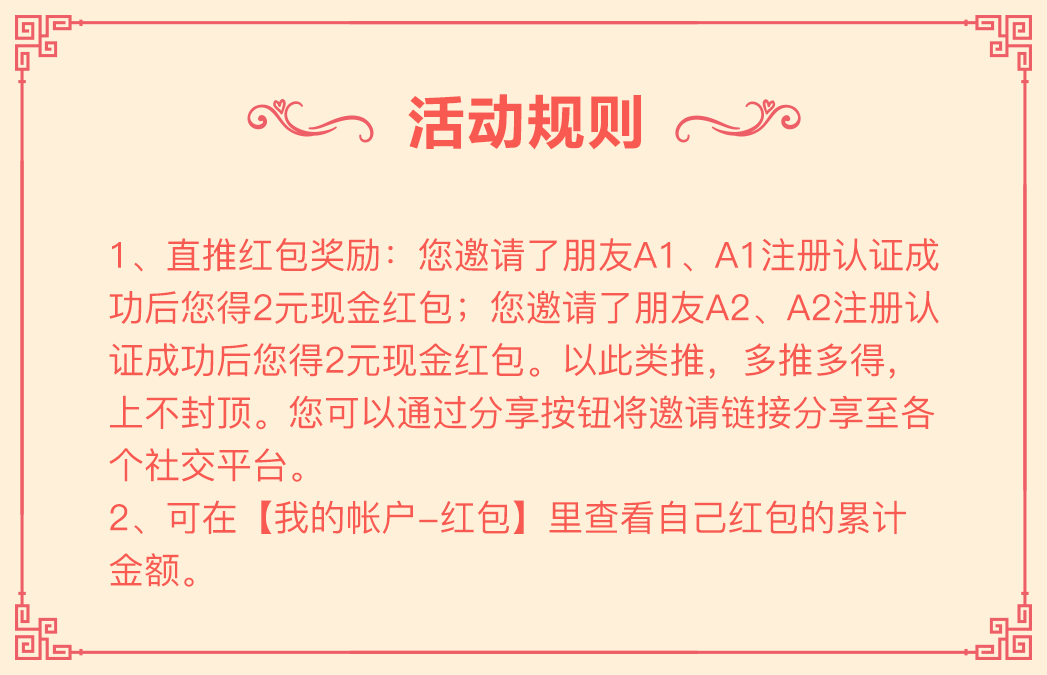 活动规则
1、直推红包奖励：您邀请了朋友A1、A1注册认证成
功后您得2元现金红包；您邀请了朋友A2、A2注册认
证成功后您得2元现金红包。以此类推，多推多得，
上不封顶。您可以通过分享按钮将邀请链接分享至各
个社交平台。
2、可在【我的帐户-红包】里查看自己红包的累计
金额。